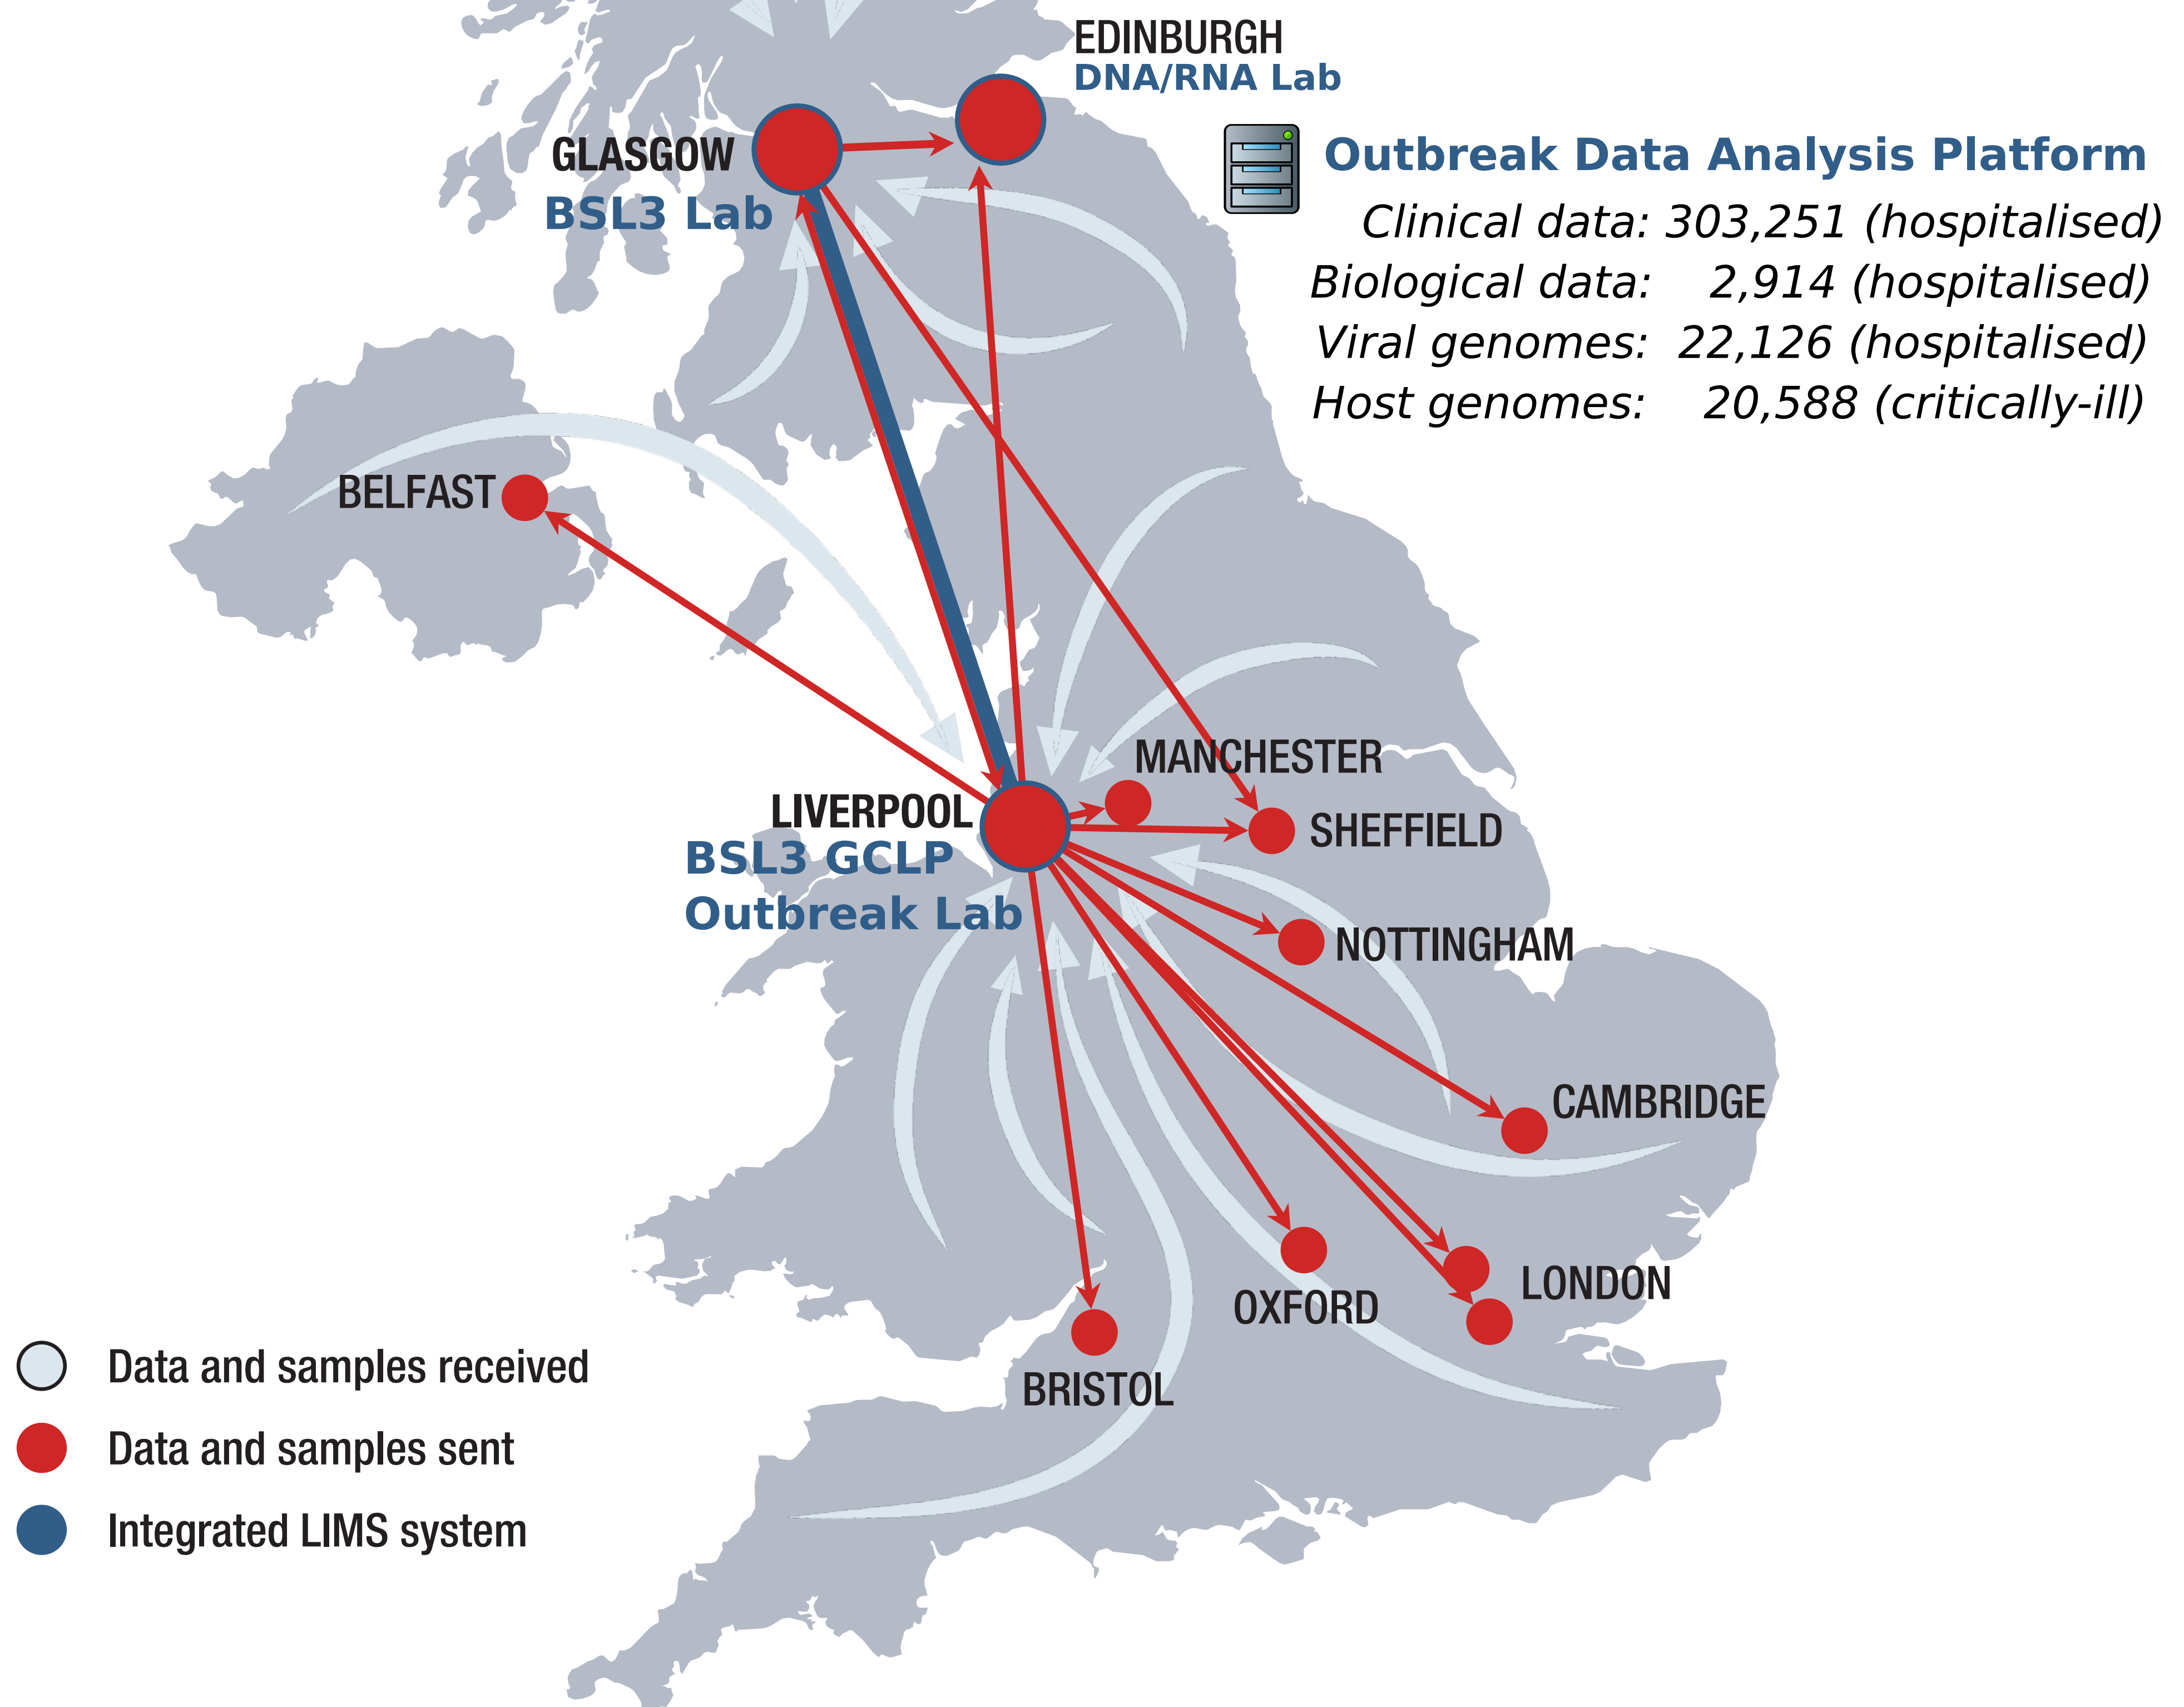 EDINBURGH
DNA/RNA Lab
GLASGOW
BSL3 Lab
Outbreak Data Analysis Platform
Clinical data: 303,251 (hospitalised)
Biological data: 2,914 (hospitalised)
Viral genomes: 22,126 (hospitalised)
Host genomes: 20,588 (critically-ill)
BELFAST
MANCHESTER
LIVERPOOL
BSL3 GCLP
Outbreak Lab
SHEFFIELD
NOTTINGHAM
CAMBRIDGE
LONDON
OXFORD
BRISTOL
Data and samples received
Data and samples sent
Integrated LIMS system